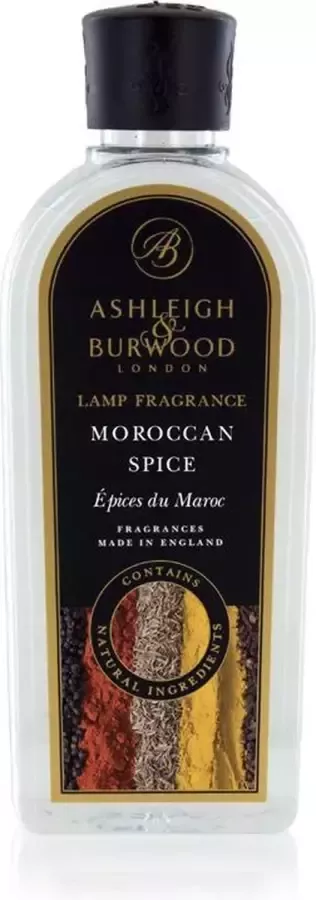 AB
ASHLEIGH
&
BURWOOD
LONDON
LAMP FRAGRANCE
MOROCCAN
SPICE
Épices du Maroc
FRAGRANCES
MADE IN ENGLAND
CONTAINS
NATURAL INGREDIENTS